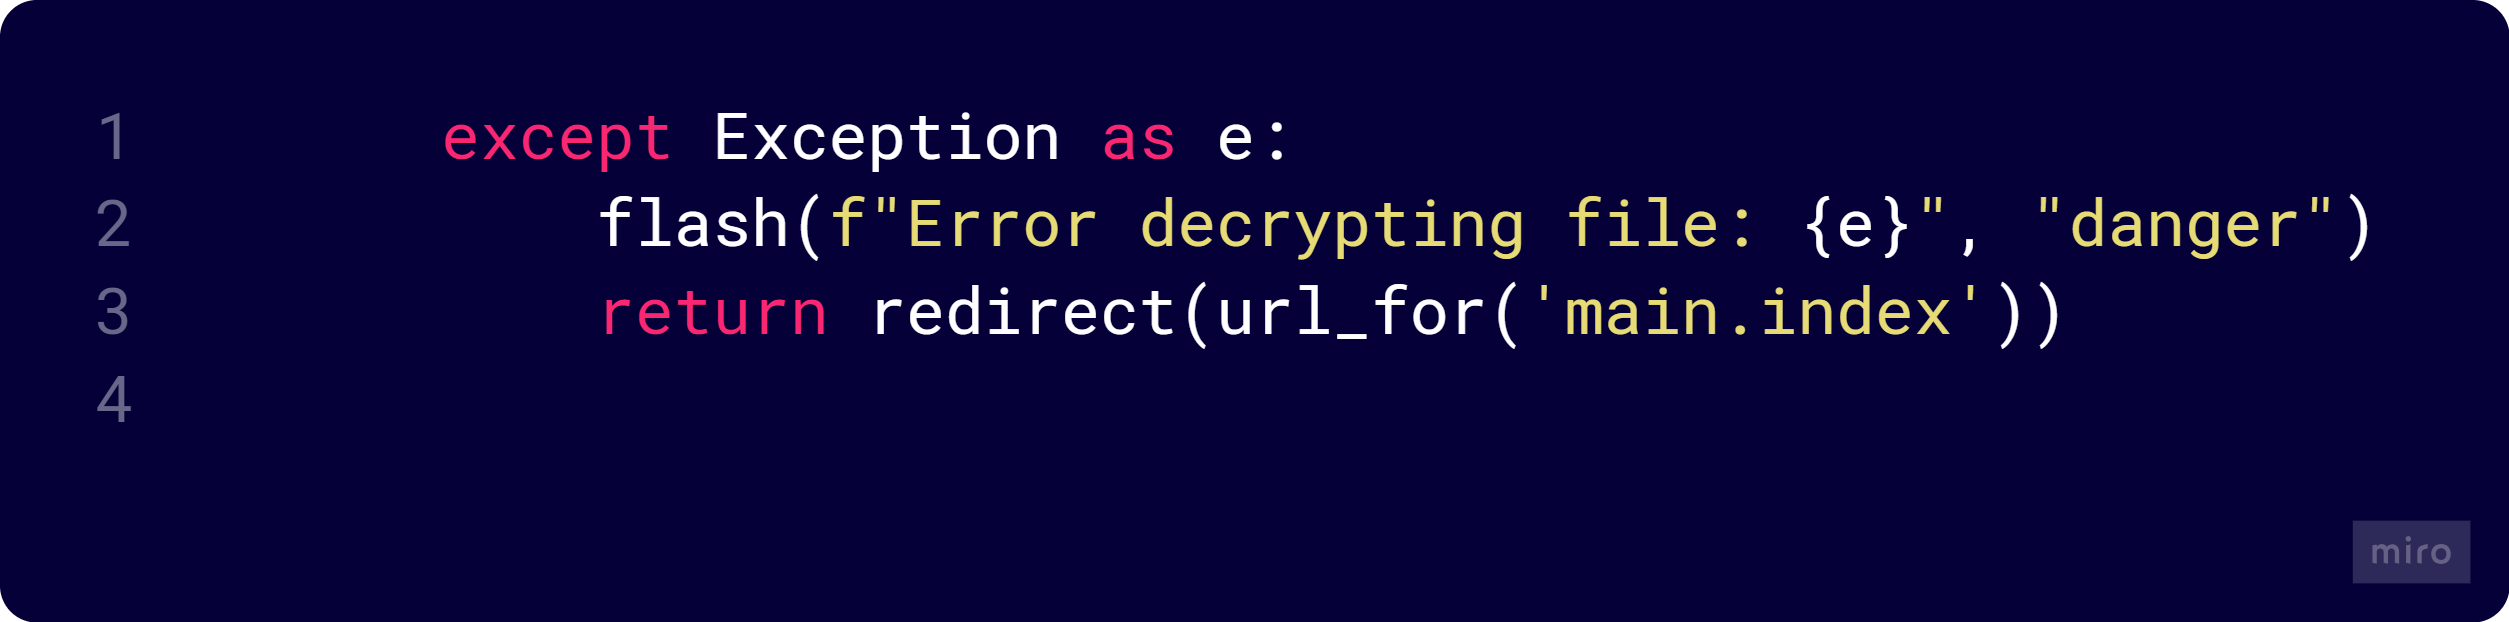 1 except Exception as e:
2 flash(f"Error decrypting file: {e}", "danger")
3 return redirect(url_for('main.index'))
4
miro